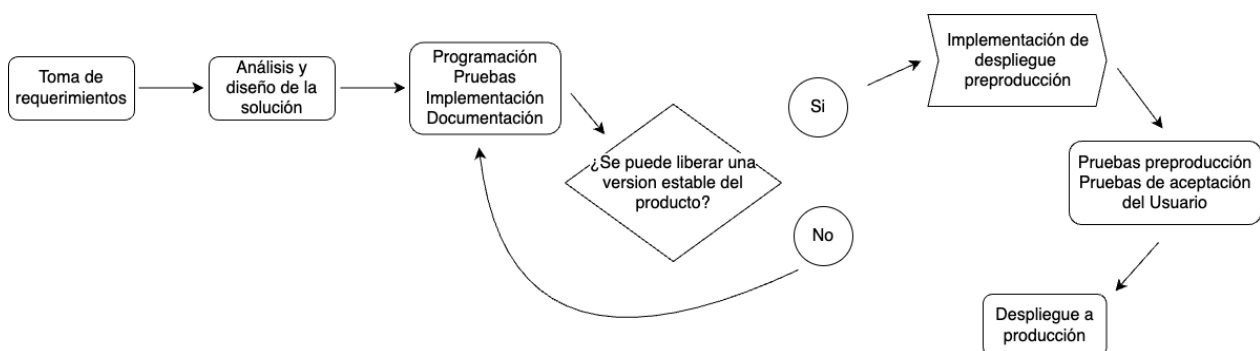 Toma de
requerimientos
Análisis y
diseño de la
solución
Programación
Pruebas
Implementación
Documentación
¿Se puede liberar una
version estable del
producto?
Si
No
Implementación de
despliegue
preproducción
Pruebas preproducción
Pruebas de aceptación
del Usuario
Despliegue a
producción